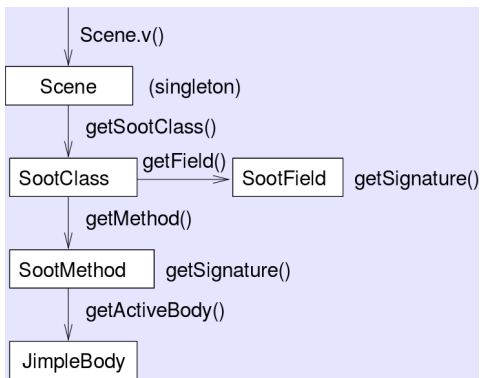 Scene.v()
Scene (singleton)
getSootClass()
getField()
SootClass SootField getSignature()
getMethod()
SootMethod getSignature()
getActiveBody()
JimpleBody